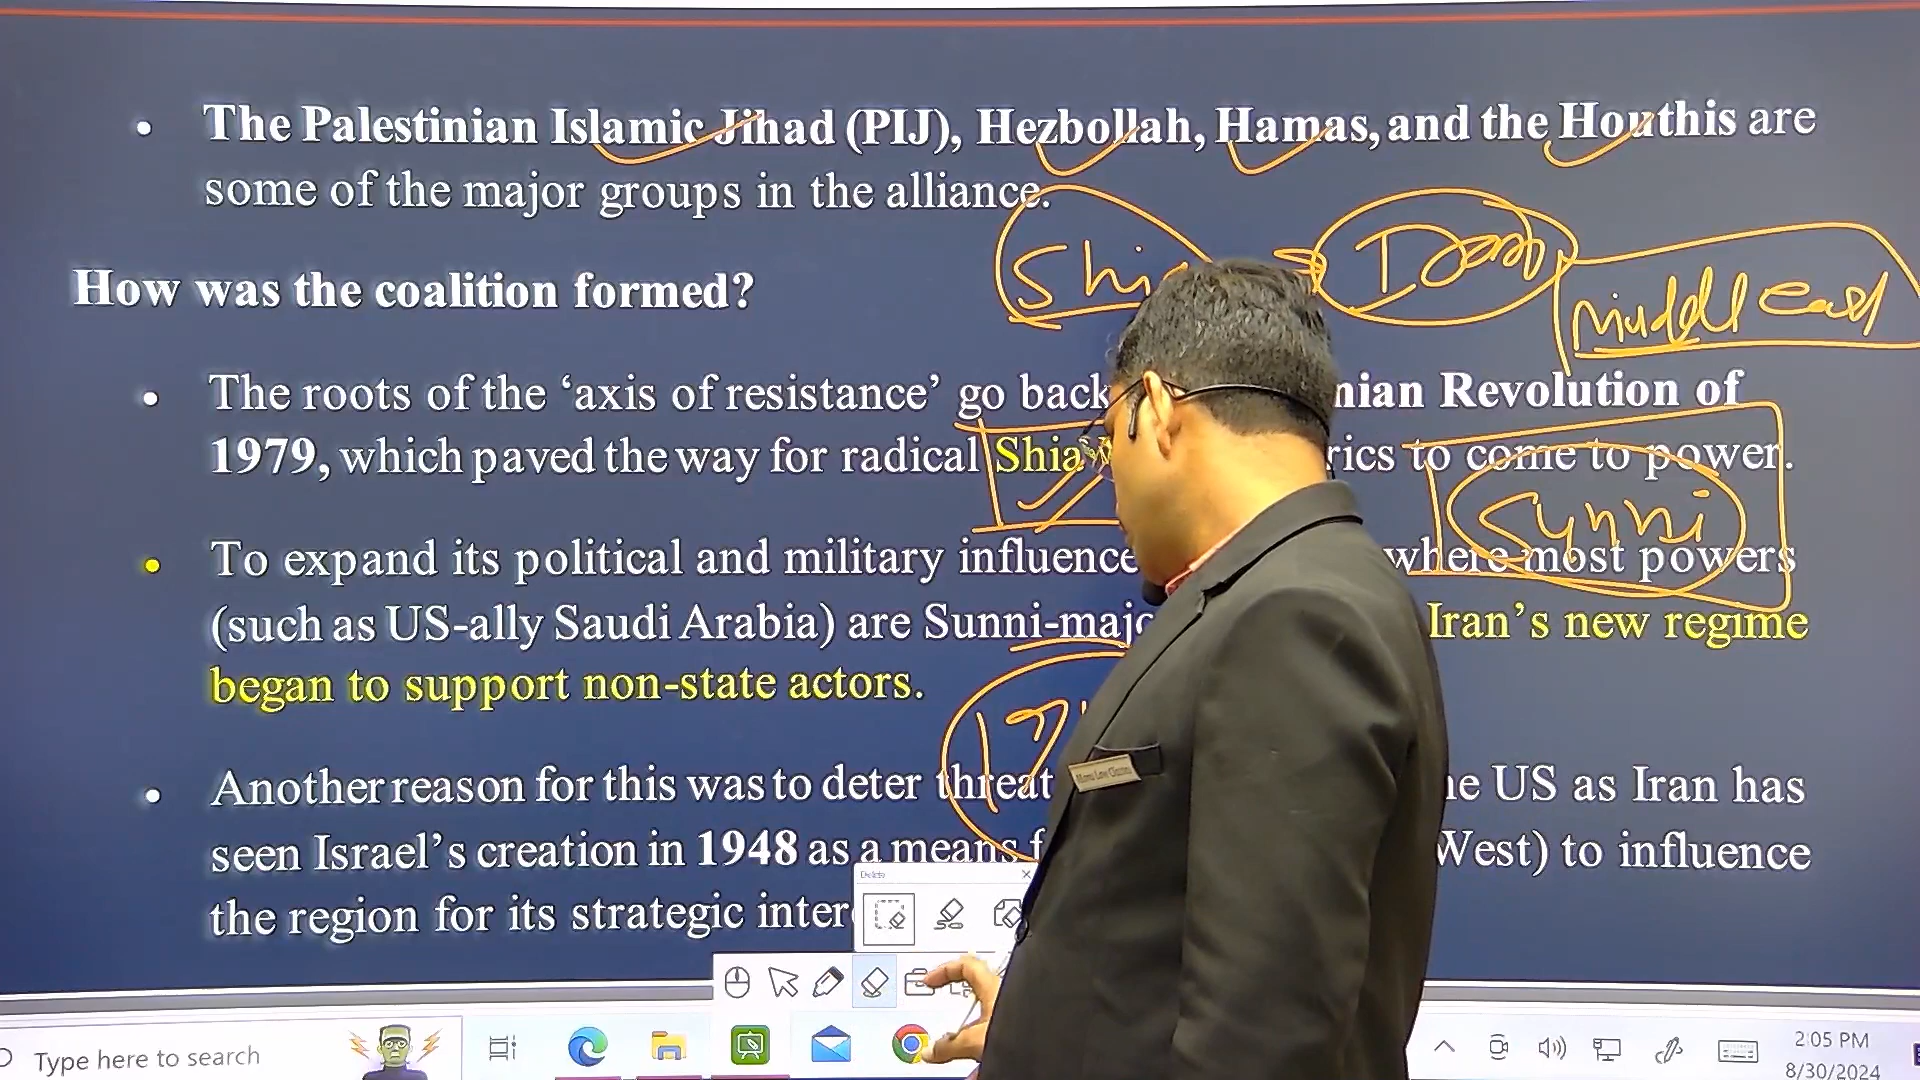 • The Palestinian Islamic Jihad (PIJ), Hezbollah, Hamas, and the Houthis are
some of the major groups in the alliance.
Shi
middle east
How was the coalition formed?
• The roots of the ‘axis of resistance’ go back nian Revolution of
1979, which paved the way for radical Shia rics to come to power.
Sunni
• To expand its political and military influence where most powers
(such as US-ally Saudi Arabia) are Sunni-majo Iran’s new regime
began to support non-state actors.
• Another reason for this was to deter threat he US as Iran has
seen Israel’s creation in 1948 as a means f West) to influence
the region for its strategic inter
Delete
Type here to search
2:05 PM
8/30/2024